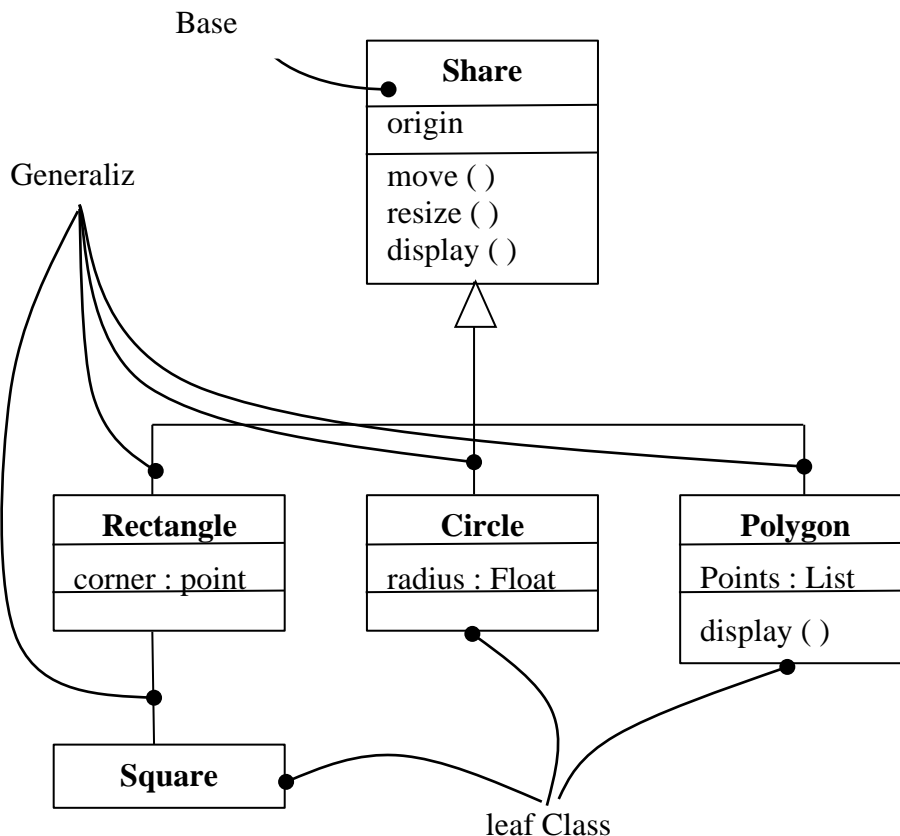 Base
Share
origin
move ( )
resize ( )
display ( )
Generaliz
Rectangle
corner : point
Circle
radius : Float
Polygon
Points : List
display ( )
Square
leaf Class